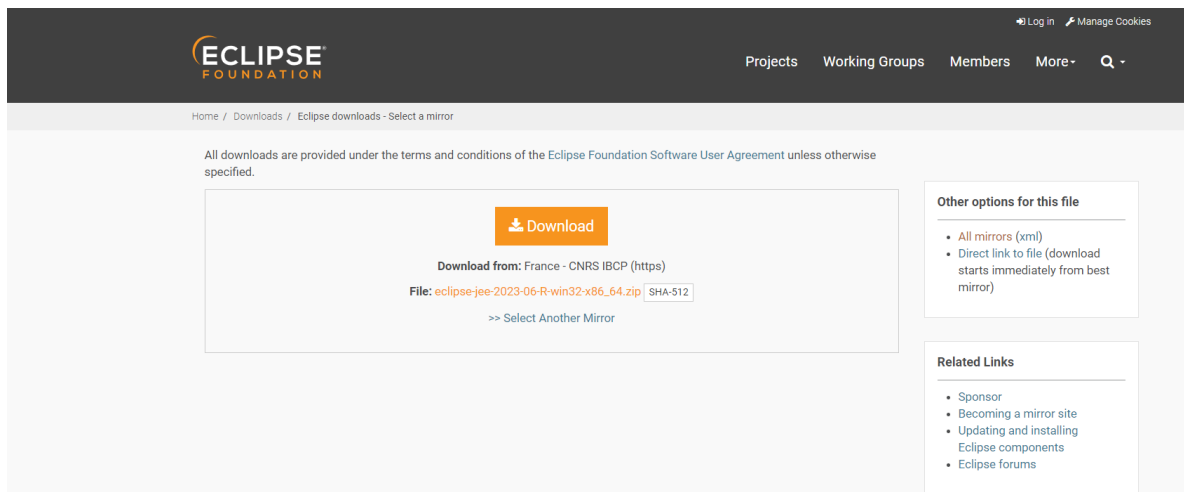 Log in Manage Cookies
ECLIPSE®
FOUNDATION
Projects Working Groups Members More
Home / Downloads / Eclipse downloads - Select a mirror
All downloads are provided under the terms and conditions of the Eclipse Foundation Software User Agreement unless otherwise
specified.
Download
Download from: France - CNRS IBCP (https)
File: eclipse-jee-2023-06-R-win32-x86_64.zip SHA-512
>> Select Another Mirror
Other options for this file
• All mirrors (xml)
• Direct link to file (download
starts immediately from best
mirror)
Related Links
• Sponsor
• Becoming a mirror site
• Updating and installing
Eclipse components
• Eclipse forums